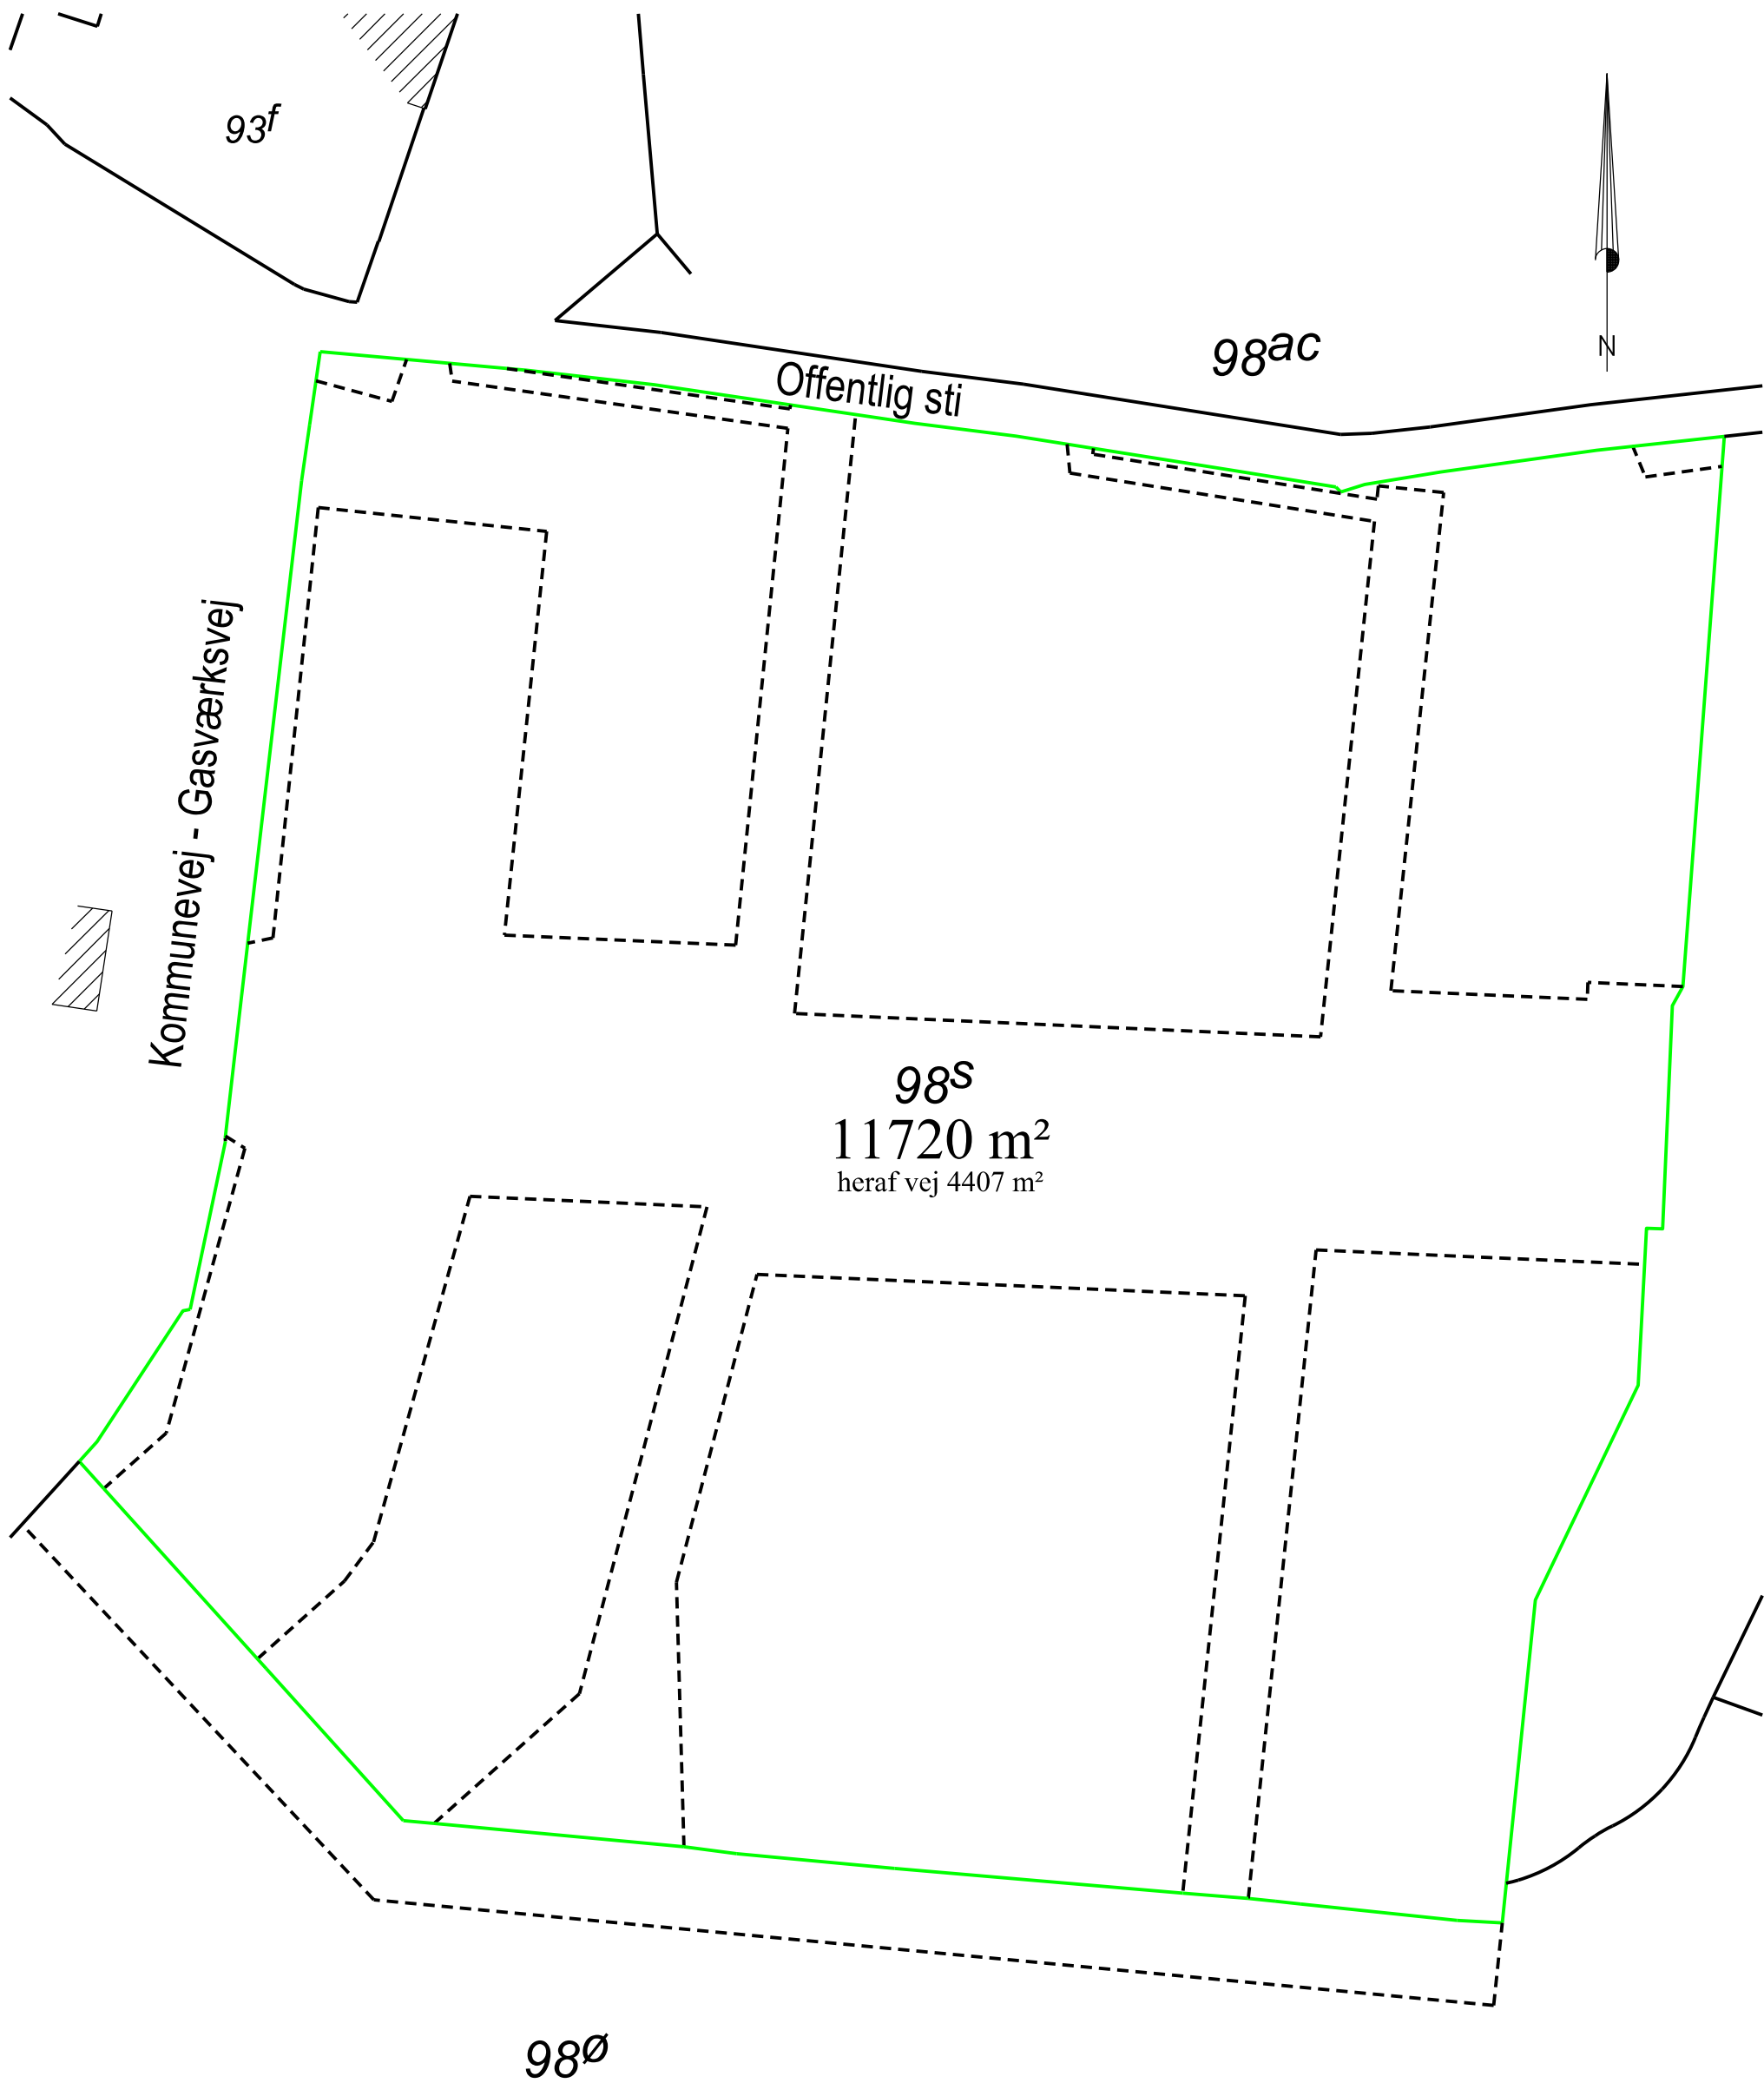 93f
98ac
N
Offentlig sti
Kommunevej - Gasværksvej
98s
11720 m²
heraf vej 4407 m²
98ø